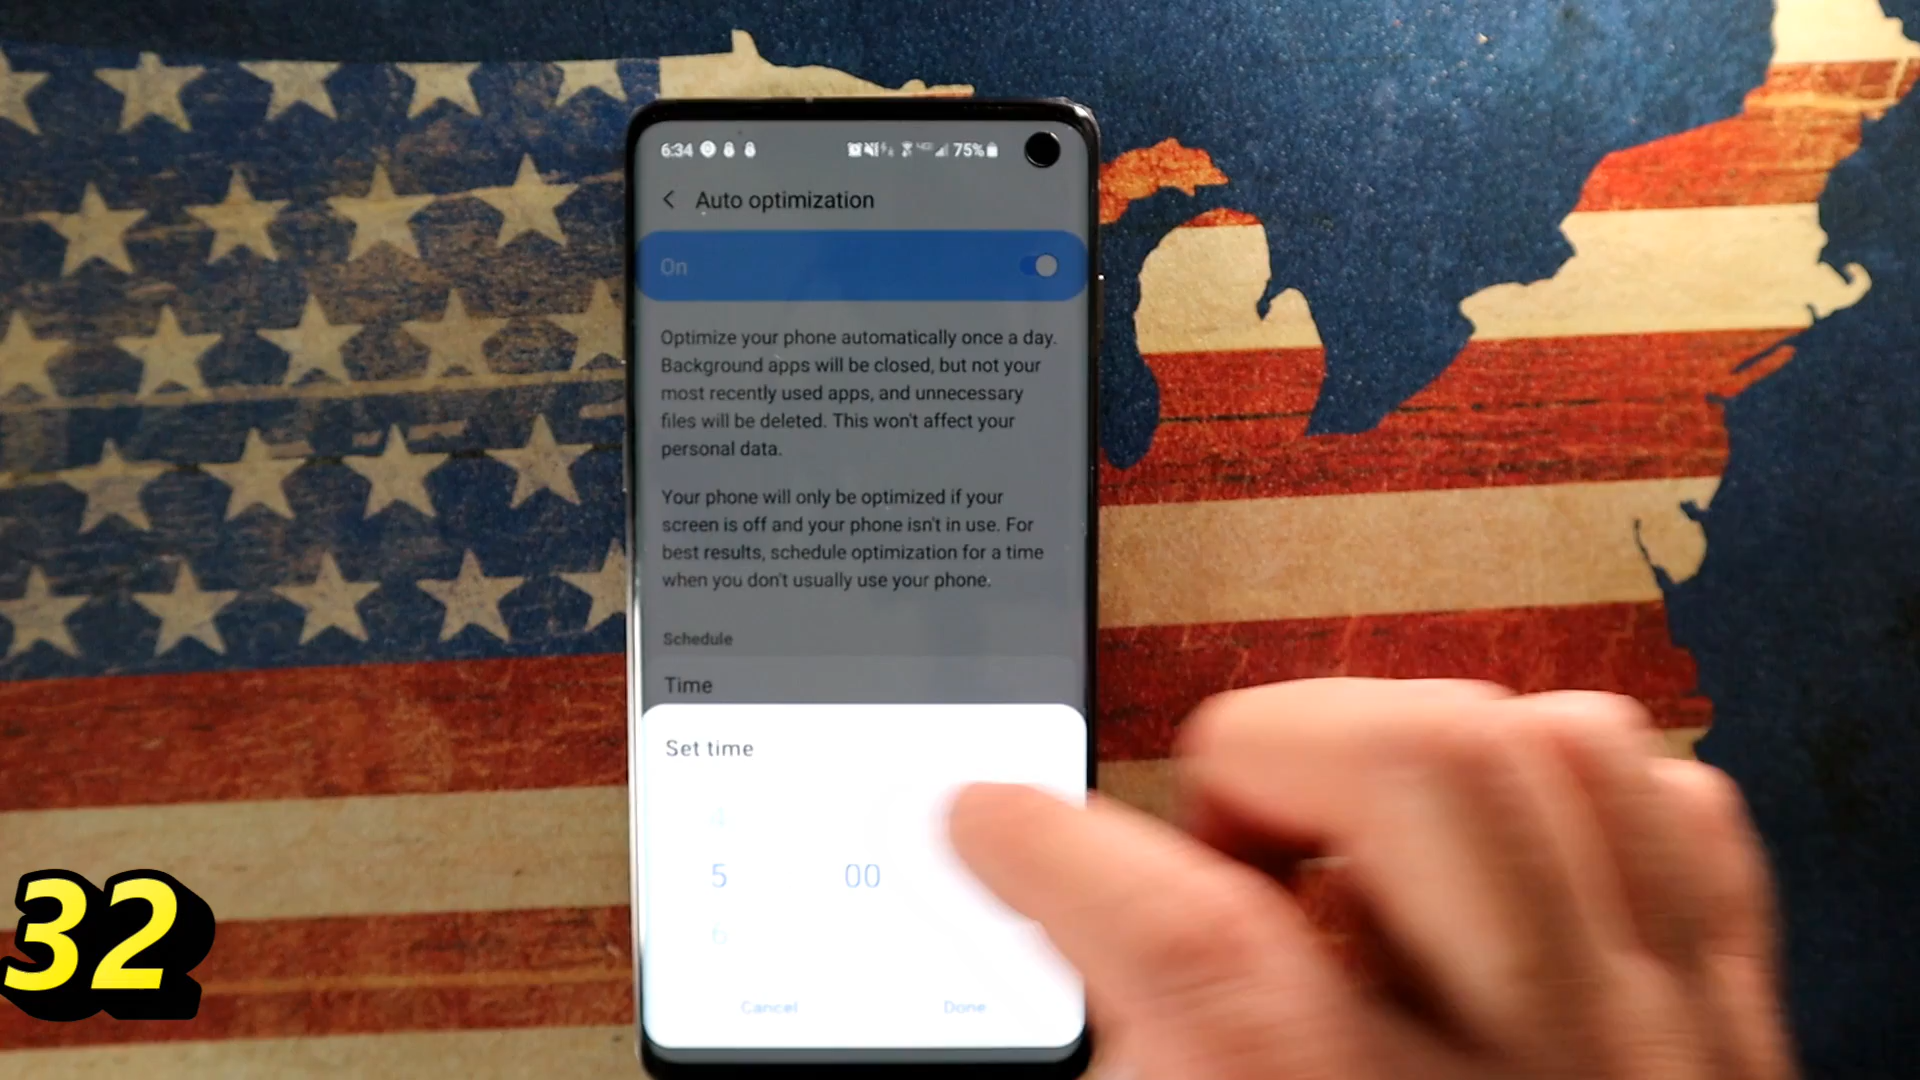 6:34 75%
Auto optimization
On
Optimize your phone automatically once a day.
Background apps will be closed, but not your
most recently used apps, and unnecessary
files will be deleted. This won't affect your
personal data.
Your phone will only be optimized if your
screen is off and your phone isn't in use. For
best results, schedule optimization for a time
when you don't usually use your phone.
Schedule
Time
Set time
4
5 00
6
Cancel Done
32